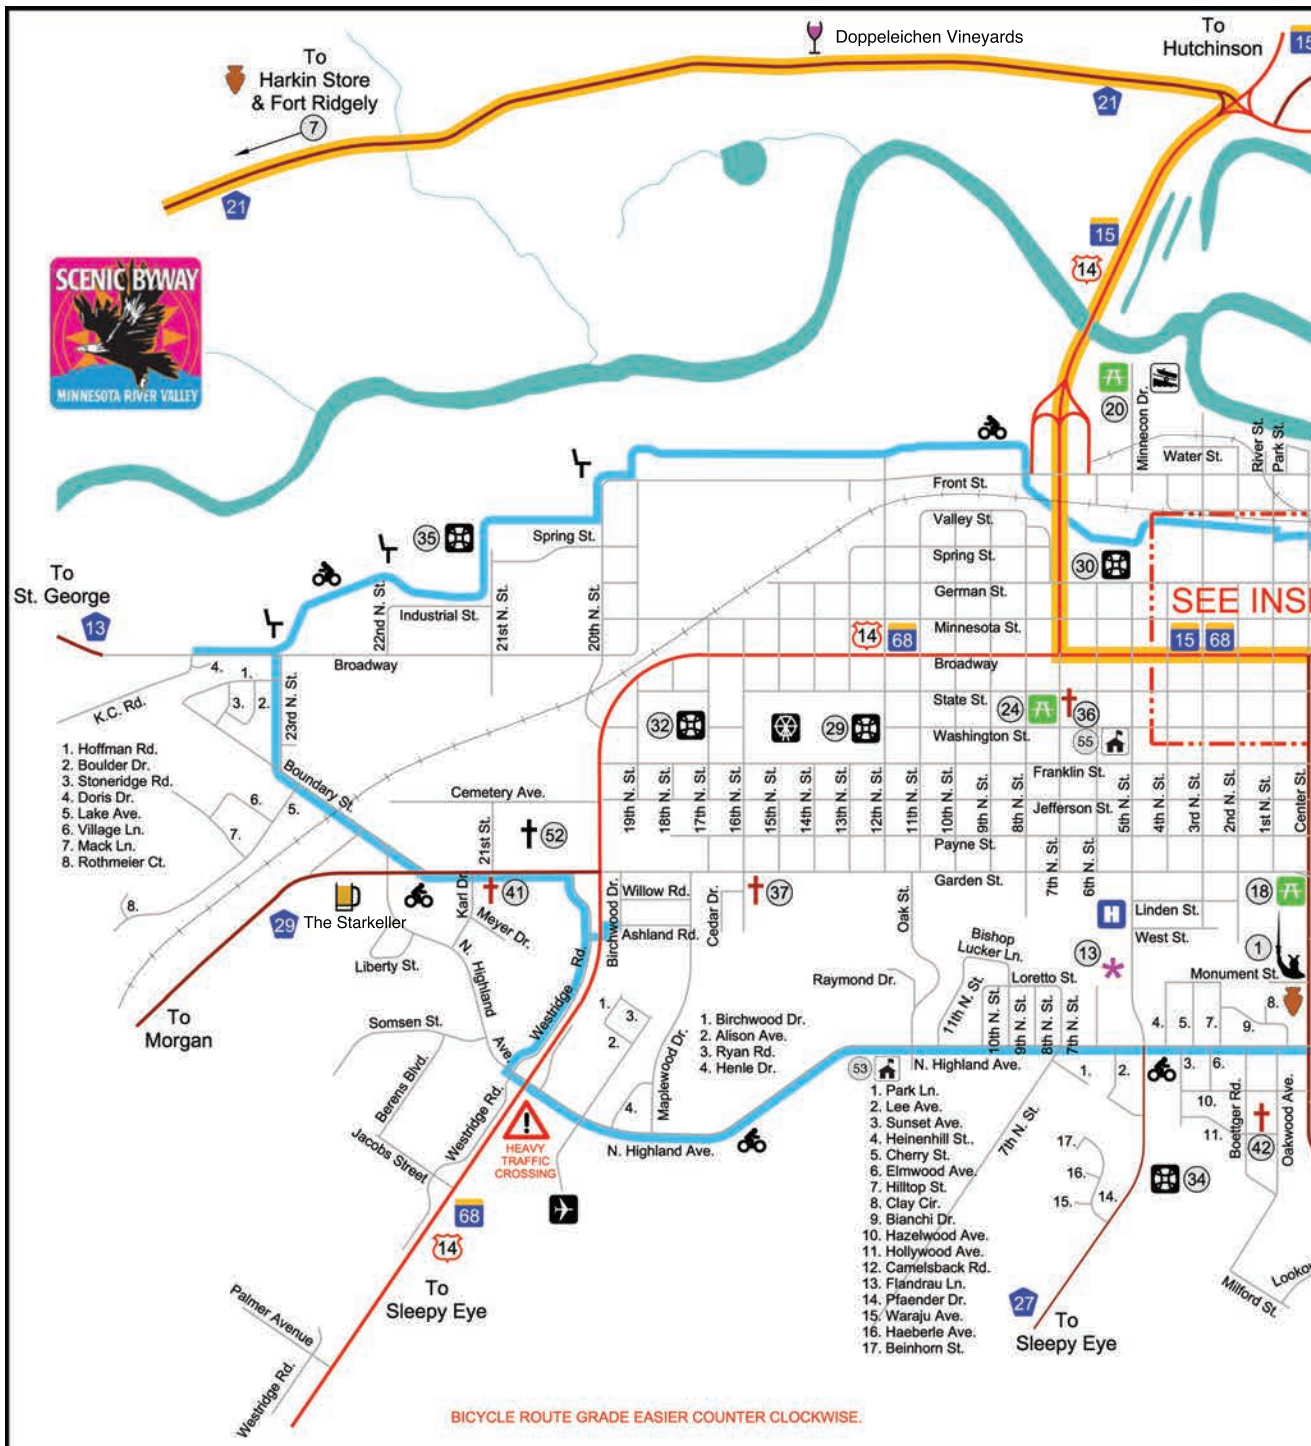 To
Hutchinson
15
Doppeleichen Vineyards
To
Harkin Store
& Fort Ridgely
7
21
21
15
14
SCENIC BYWAY
MINNESOTA RIVER VALLEY
20
Minnecon Dr.
Water St.
River St.
Park St.
Front St.
Valley St.
Spring St.
German St.
Minnesota St.
Broadway
State St.
Washington St.
Franklin St.
Jefferson St.
Payne St.
Garden St.
35
Spring St.
30
SEE INSE
15
68
14
68
To
St. George
13
22nd N. St.
Industrial St.
21st N. St.
20th N. St.
Broadway
4.
1.
3.
2.
K.C. Rd.
23rd N. St.
24
36
55
32
29
1. Hoffman Rd.
2. Boulder Dr.
3. Stoneridge Rd.
4. Doris Dr.
5. Lake Ave.
6. Village Ln.
7. Mack Ln.
8. Rothmeier Ct.
Boundary St.
6.
5.
7.
8.
Cemetery Ave.
21st St.
52
19th N. St.
18th N. St.
17th N. St.
16th N. St.
15th N. St.
14th N. St.
13th N. St.
12th N. St.
11th N. St.
10th N. St.
9th N. St.
8th N. St.
7th N. St.
6th N. St.
5th N. St.
4th N. St.
3rd N. St.
2nd N. St.
1st N. St.
Center St.
29
The Starkeller
Karl Dr.
41
Meyer Dr.
Liberty St.
N. Highland
Ave.
Westridge
Rd.
Birchwood Dr.
Willow Rd.
Ashland Rd.
Cedar Dr.
37
Oak St.
H
Linden St.
West St.
18
1
13
Monument St.
Bishop
Lucker Ln.
Loretto St.
Raymond Dr.
11th N. St.
10th N. St.
9th N. St.
8th N. St.
7th N. St.
4.
5.
7.
8.
9.
To
Morgan
Somsen St.
Berens Blvd.
Jacobs Street
Westridge Rd.
1.
3.
2.
4.
Maplewood Dr.
1. Birchwood Dr.
2. Alison Ave.
3. Ryan Rd.
4. Henle Dr.
HEAVY
TRAFFIC
CROSSING
N. Highland Ave.
53
N. Highland Ave.
1.
2.
3.
6.
10.
11.
Boettger Rd.
42
Oakwood Ave.
1. Park Ln.
2. Lee Ave.
3. Sunset Ave.
4. Heinenhill St..
5. Cherry St.
6. Elmwood Ave.
7. Hilltop St.
8. Clay Cir.
9. Bianchi Dr.
10. Hazelwood Ave.
11. Hollywood Ave.
12. Camelsback Rd.
13. Flandrau Ln.
14. Pfaender Dr.
15. Waraju Ave.
16. Haeberle Ave.
17. Beinhorn St.
7th N. St.
17.
16.
15.
14.
34
68
14
To
Sleepy Eye
27
To
Sleepy Eye
Milford St.
Looko
Palmer Avenue
Westridge Rd.
BICYCLE ROUTE GRADE EASIER COUNTER CLOCKWISE.